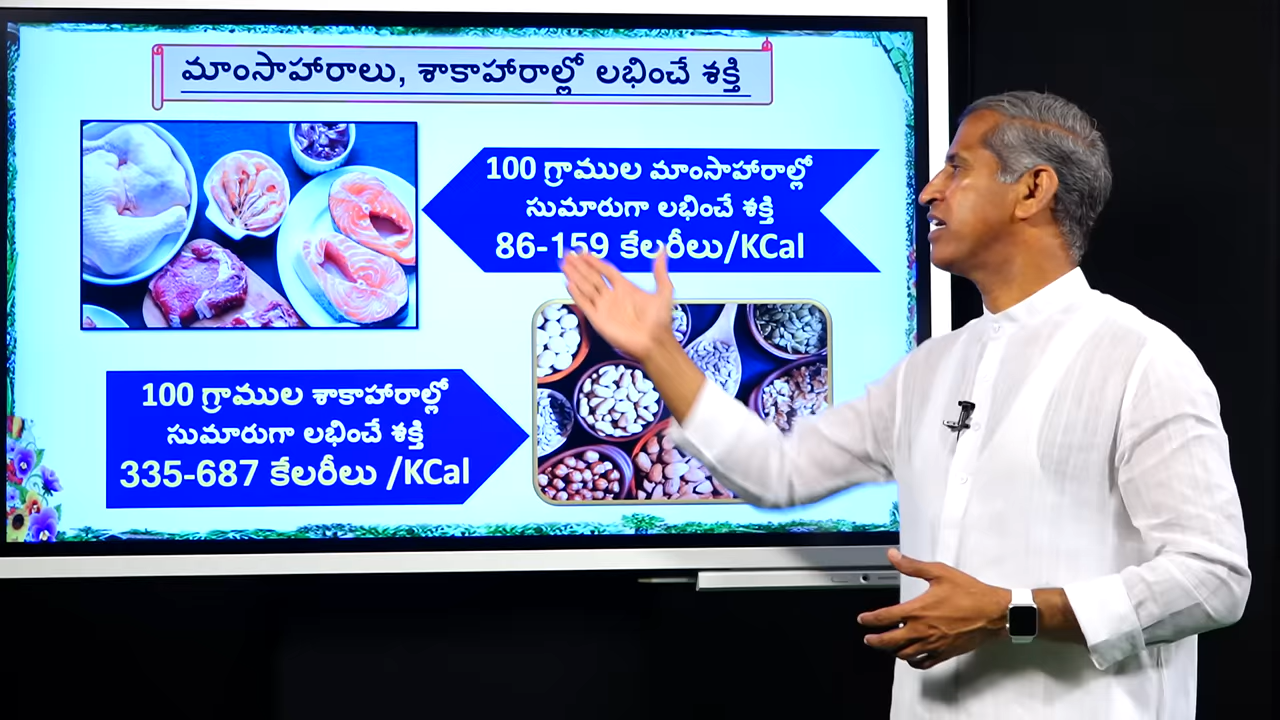 మాంసాహారాలు, శాకాహారాల్లో లభించే శక్తి
100 గ్రాముల మాంసాహారాల్లో
సుమారుగా లభించే శక్తి
86-159 కేలరీలు/KCal
100 గ్రాముల శాకాహారాల్లో
సుమారుగా లభించే శక్తి
335-687 కేలరీలు /KCal